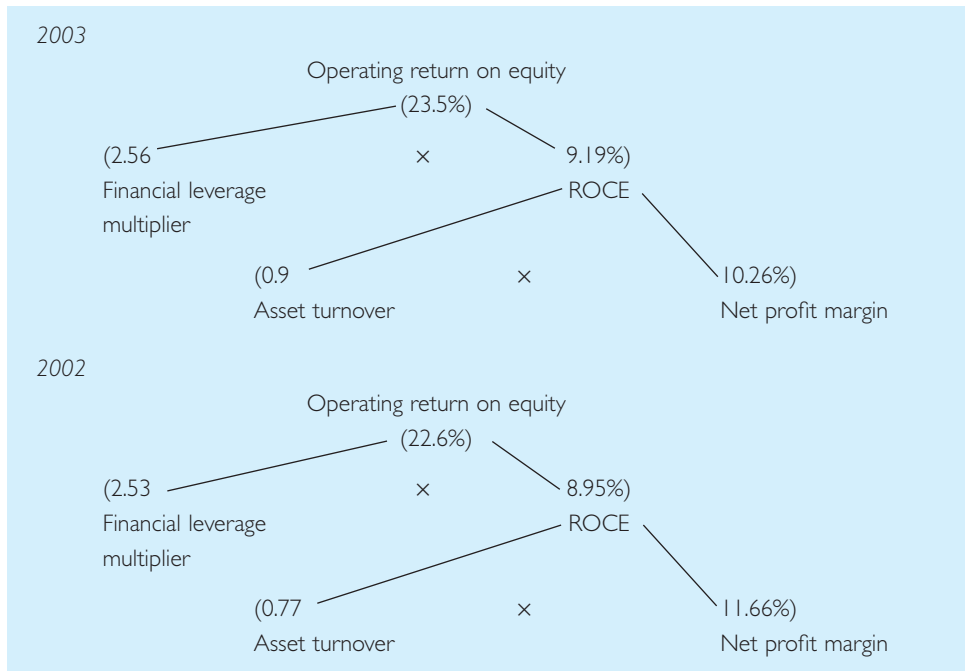 2003
Operating return on equity
(23.5%)
(2.56 × 9.19%)
Financial leverage ROCE
multiplier
(0.9 × 10.26%)
Asset turnover Net profit margin
2002
Operating return on equity
(22.6%)
(2.53 × 8.95%)
Financial leverage ROCE
multiplier
(0.77 × 11.66%)
Asset turnover Net profit margin